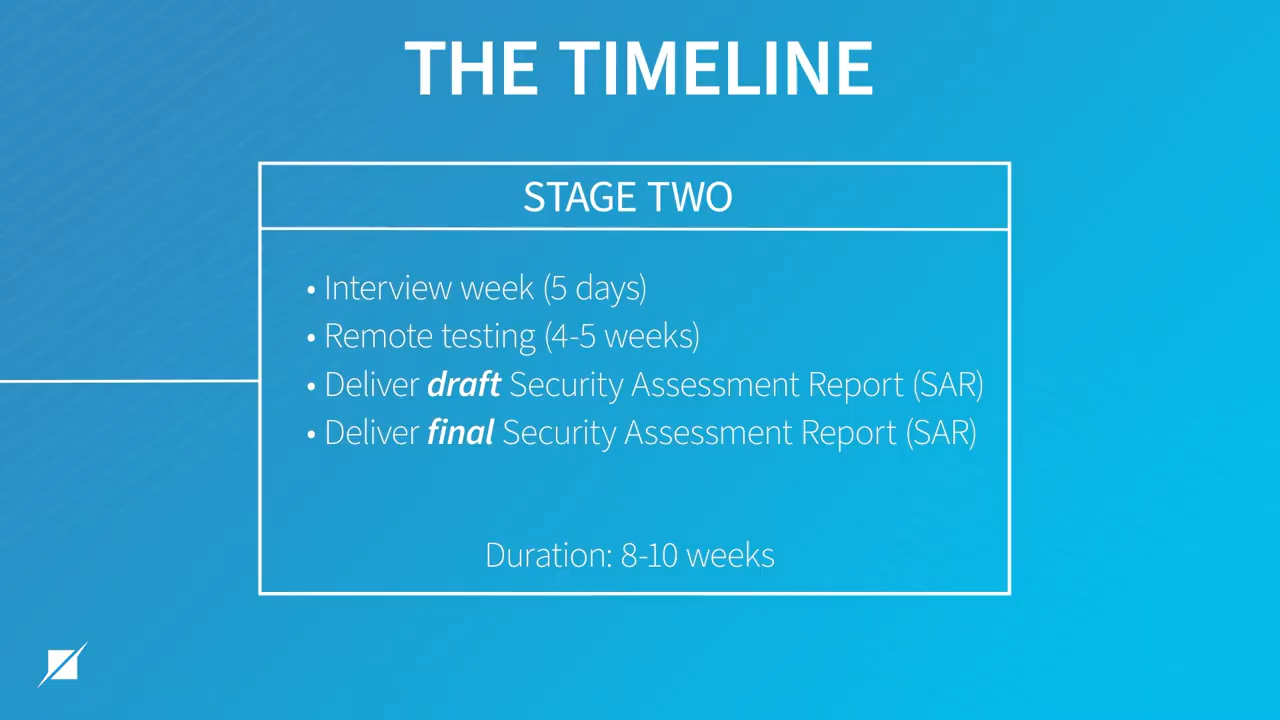 THE TIMELINE
STAGE TWO
• Interview week (5 days)
• Remote testing (4-5 weeks)
• Deliver draft Security Assessment Report (SAR)
• Deliver final Security Assessment Report (SAR)
Duration: 8-10 weeks